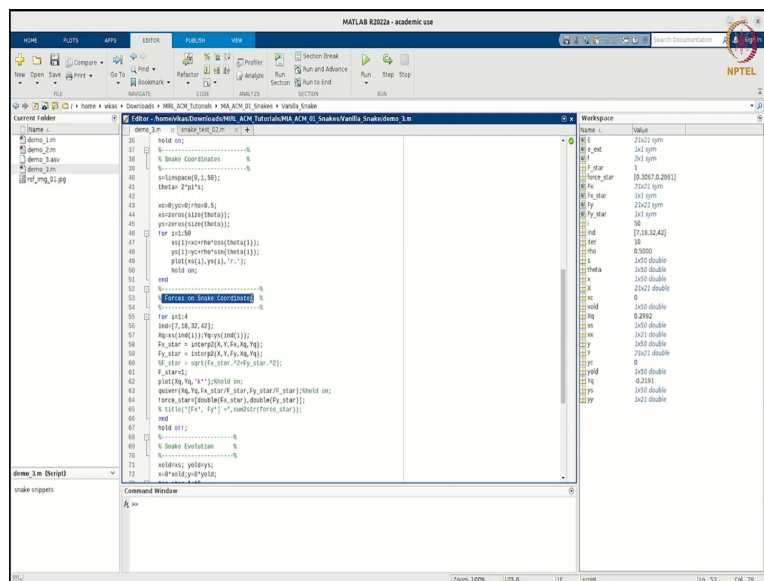 MATLAB R2022a - academic use
HOME PLOTS APPS EDITOR PUBLISH VIEW
Search Documentation Sign In
NPTEL
New Open Save Compare Print
Go To Find Bookmark
Refactor
Profiler Analyze
Run Section Section Break Run and Advance Run to End
Run Step Stop
FILE NAVIGATE CODE ANALYZE SECTION RUN
/ home ▸ vikas ▸ Downloads ▸ MIRL_ACM_Tutorials ▸ MIA_ACM_01_Snakes ▸ Vanilla_Snake
Current Folder
Name
demo_1.m
demo_2.m
demo_3.asv
demo_3.m
ref_img_01.jpg
demo_3.m (Script)
snake snippets
Editor - /home/vikas/Downloads/MIRL_ACM_Tutorials/MIA_ACM_01_Snakes/Vanilla_Snake/demo_3.m
demo_3.m snake_test_02.m
36 hold on;
37 %----------------------%
38 % Snake Coordinates %
39 %----------------------%
40 s=linspace(0,1,50);
41 theta= 2*pi*s;
42
43 xc=0;yc=0;rho=0.5;
44 xs=zeros(size(theta));
45 ys=zeros(size(theta));
46 for i=1:50
47 xs(i)=xc+rho*cos(theta(i));
48 ys(i)=yc+rho*sin(theta(i));
49 plot(xs(i),ys(i),'r.');
50 hold on;
51 end
52 %-------------------------%
53 % Forces on Snake Coordinate %
54 %-------------------------%
55 for i=1:4
56 ind=[7,18,32,42];
57 Xq=xs(ind(i));Yq=ys(ind(i));
58 Fx_star = interp2(X,Y,Fx,Xq,Yq);
59 Fy_star = interp2(X,Y,Fy,Xq,Yq);
60 %F_star = sqrt(Fx_star.^2+Fy_star.^2);
61 F_star=1;
62 plot(Xq,Yq,'k*');%hold on;
63 quiver(Xq,Yq,Fx_star/F_star,Fy_star/F_star);%hold on;
64 force_star=[double(Fx_star),double(Fy_star)];
65 % title("[Fx*, Fy*] =",num2str(force_star));
66 end
67 hold off;
68 %-------------------%
69 % Snake Evolution %
70 %-------------------%
71 xold=xs; yold=ys;
72 x=0*xold;y=0*yold;
Command Window
fx >>
Workspace
Name Value
E 21x21 sym
e_ext 1x1 sym
f 2x1 sym
F_star 1
force_star [0.3067,0.2861]
Fx 21x21 sym
Fx_star 1x1 sym
Fy 21x21 sym
Fy_star 1x1 sym
i 50
ind [7,18,32,42]
iter 10
rho 0.5000
s 1x50 double
theta 1x50 double
x 1x50 double
X 21x21 double
xc 0
xold 1x50 double
Xq 0.2992
xs 1x50 double
xx 1x21 double
y 1x50 double
Y 21x21 double
yc 0
yold 1x50 double
Yq -0.2191
ys 1x50 double
yy 1x21 double
Zoom: 100% UTF-8 LF script Ln 53 Col 29